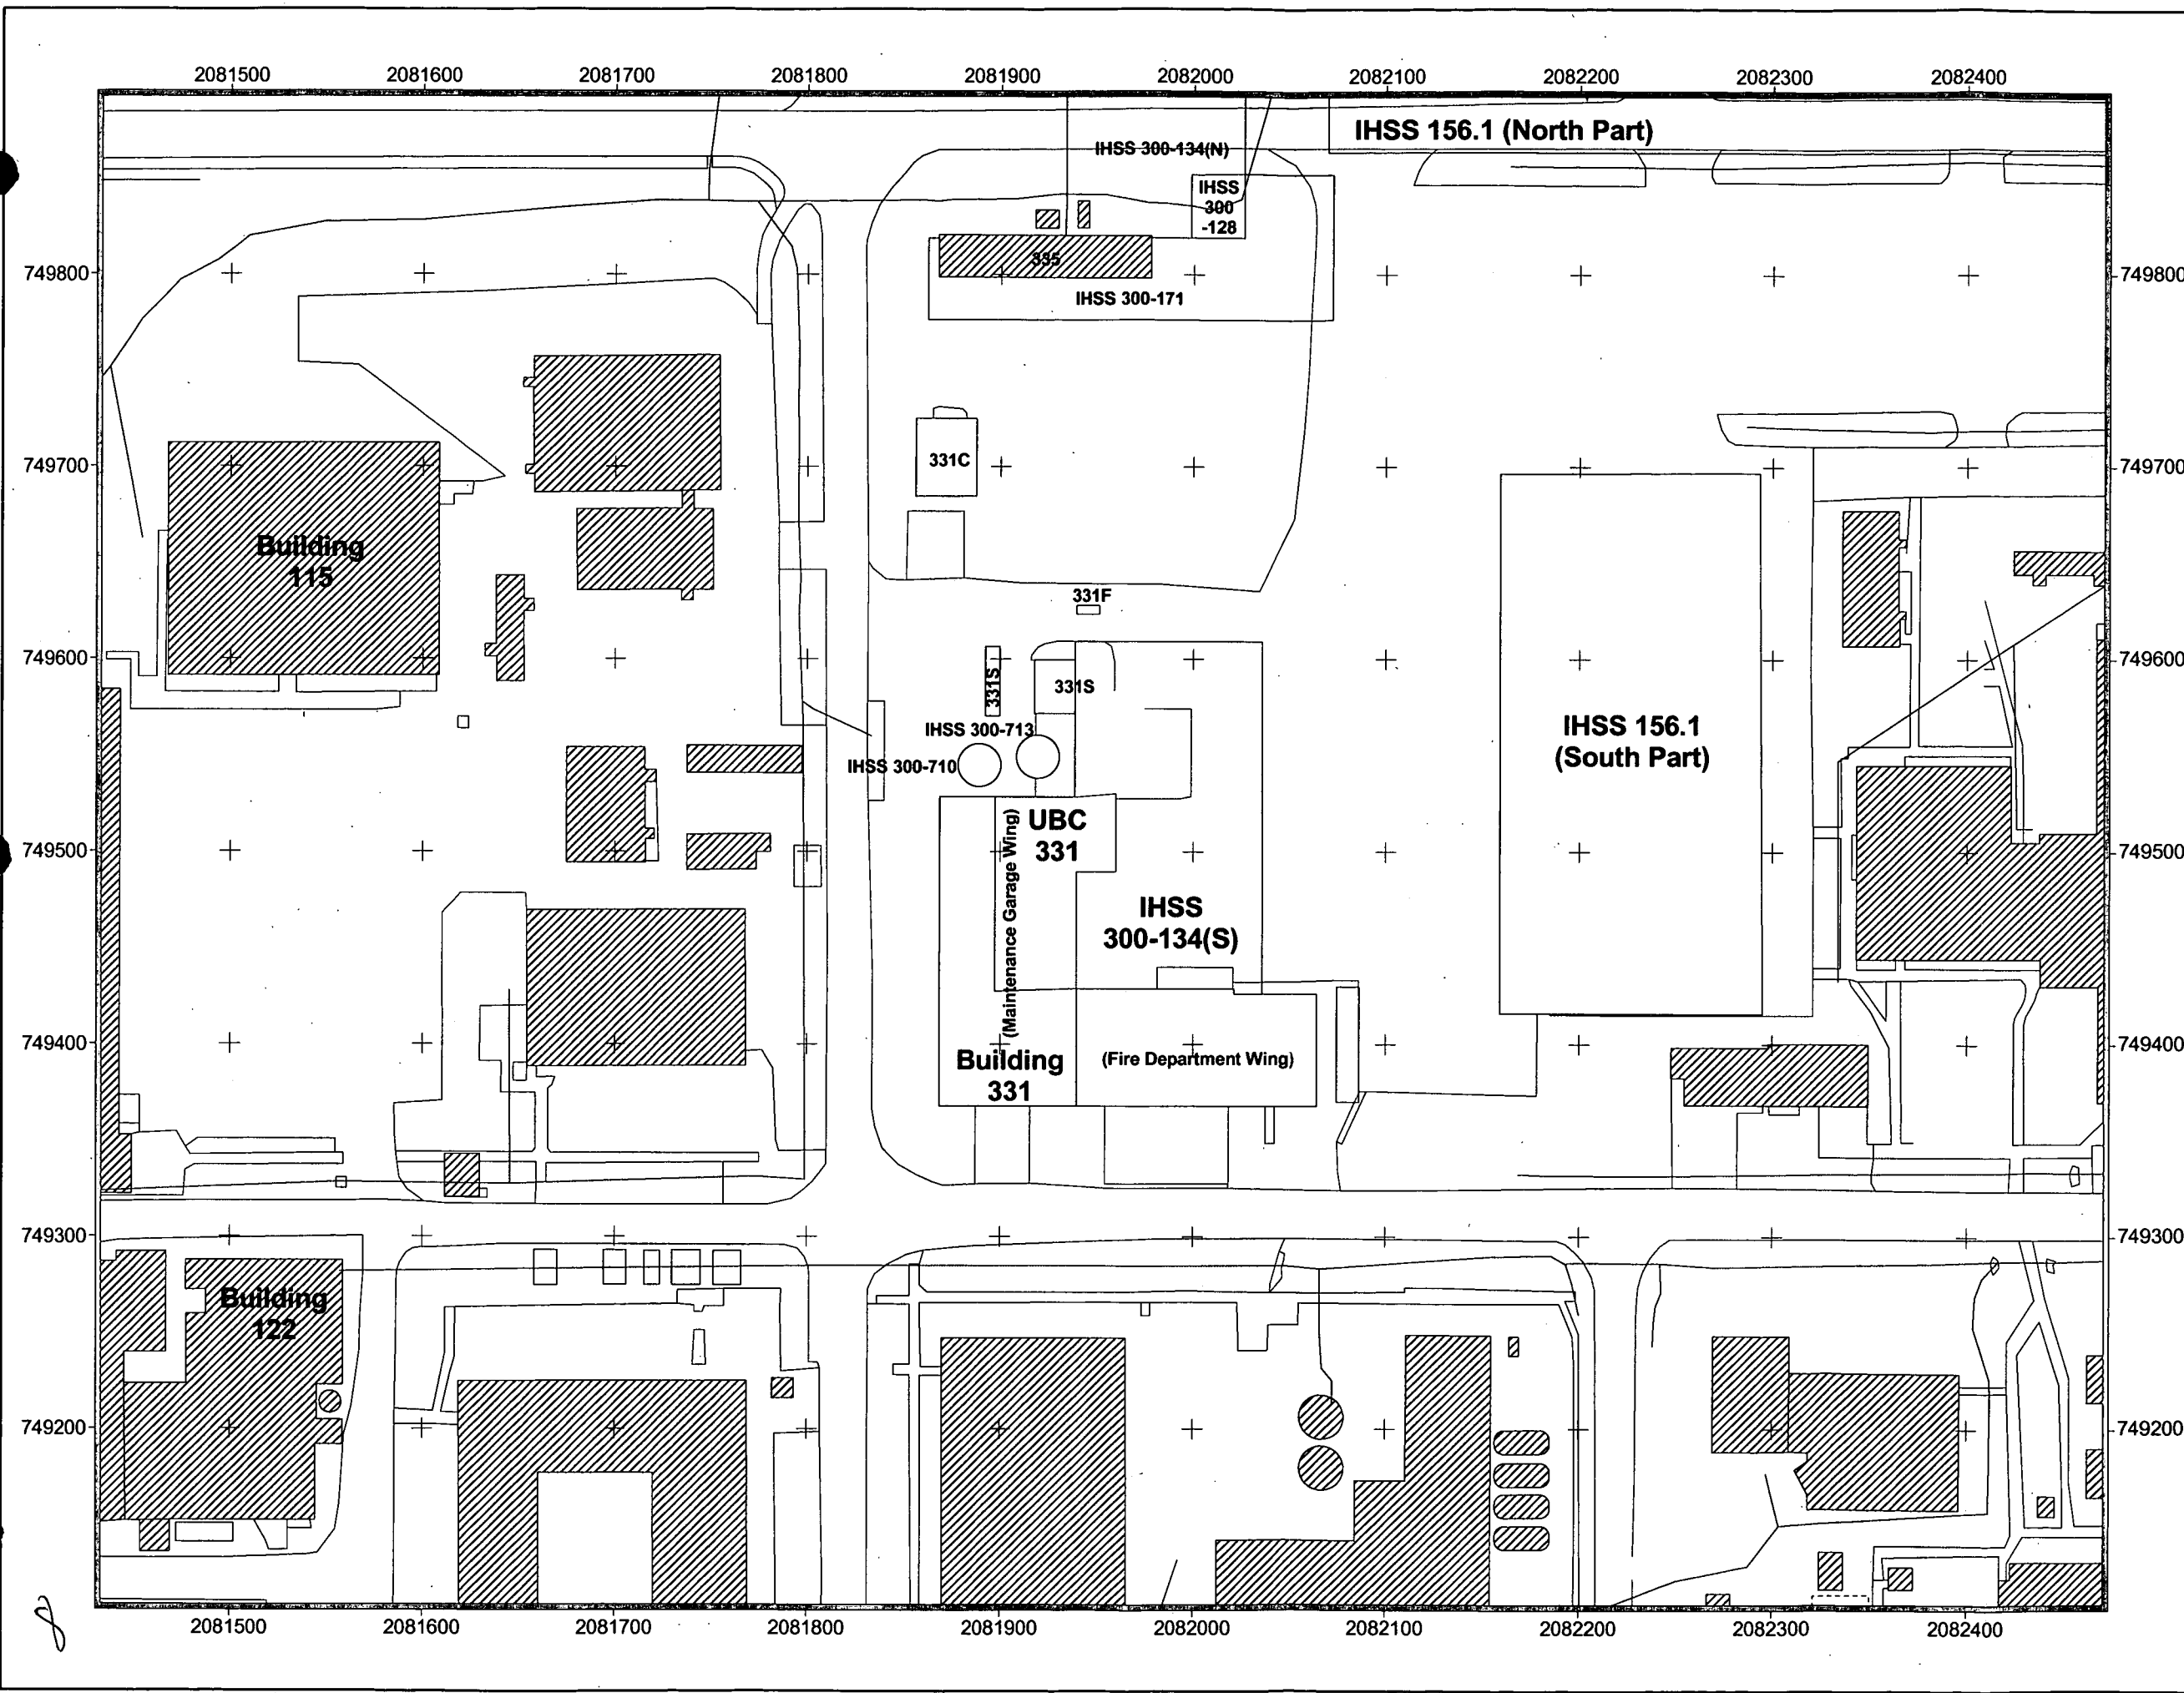 2081500 2081600 2081700 2081800 2081900 2082000 2082100 2082200 2082300 2082400
IHSS 156.1 (North Part)
IHSS 300-134(N)
IHSS
300
-128
749800 749800
335
IHSS 300-171
331C
749700 749700
Building
115
331F
749600 749600
331S
331S
IHSS 300-713
IHSS 300-710
IHSS 156.1
(South Part)
UBC
331
(Maintenance Garage Wing)
749500 749500
IHSS
300-134(S)
749400 749400
Building
331
(Fire Department Wing)
749300 749300
Building
122
749200 749200
2081500 2081600 2081700 2081800 2081900 2082000 2082100 2082200 2082300 2082400
8